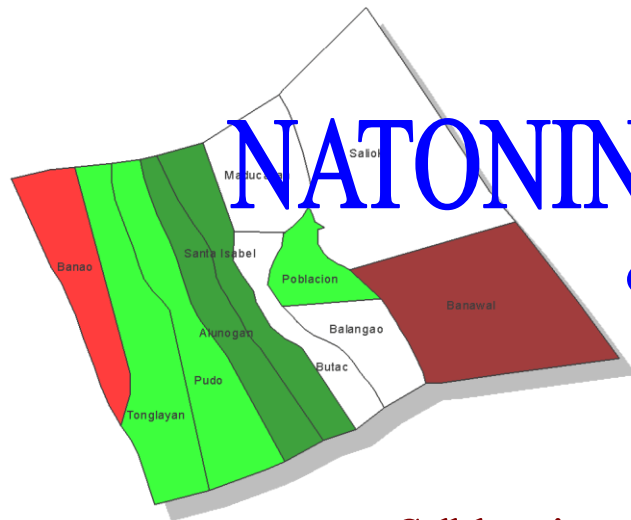 NATONIN
Saliok
Maducayan
Santa Isabel
Banao
Poblacion
Banawal
Balangao
Alunogan
Butac
Pudo
Tonglayan